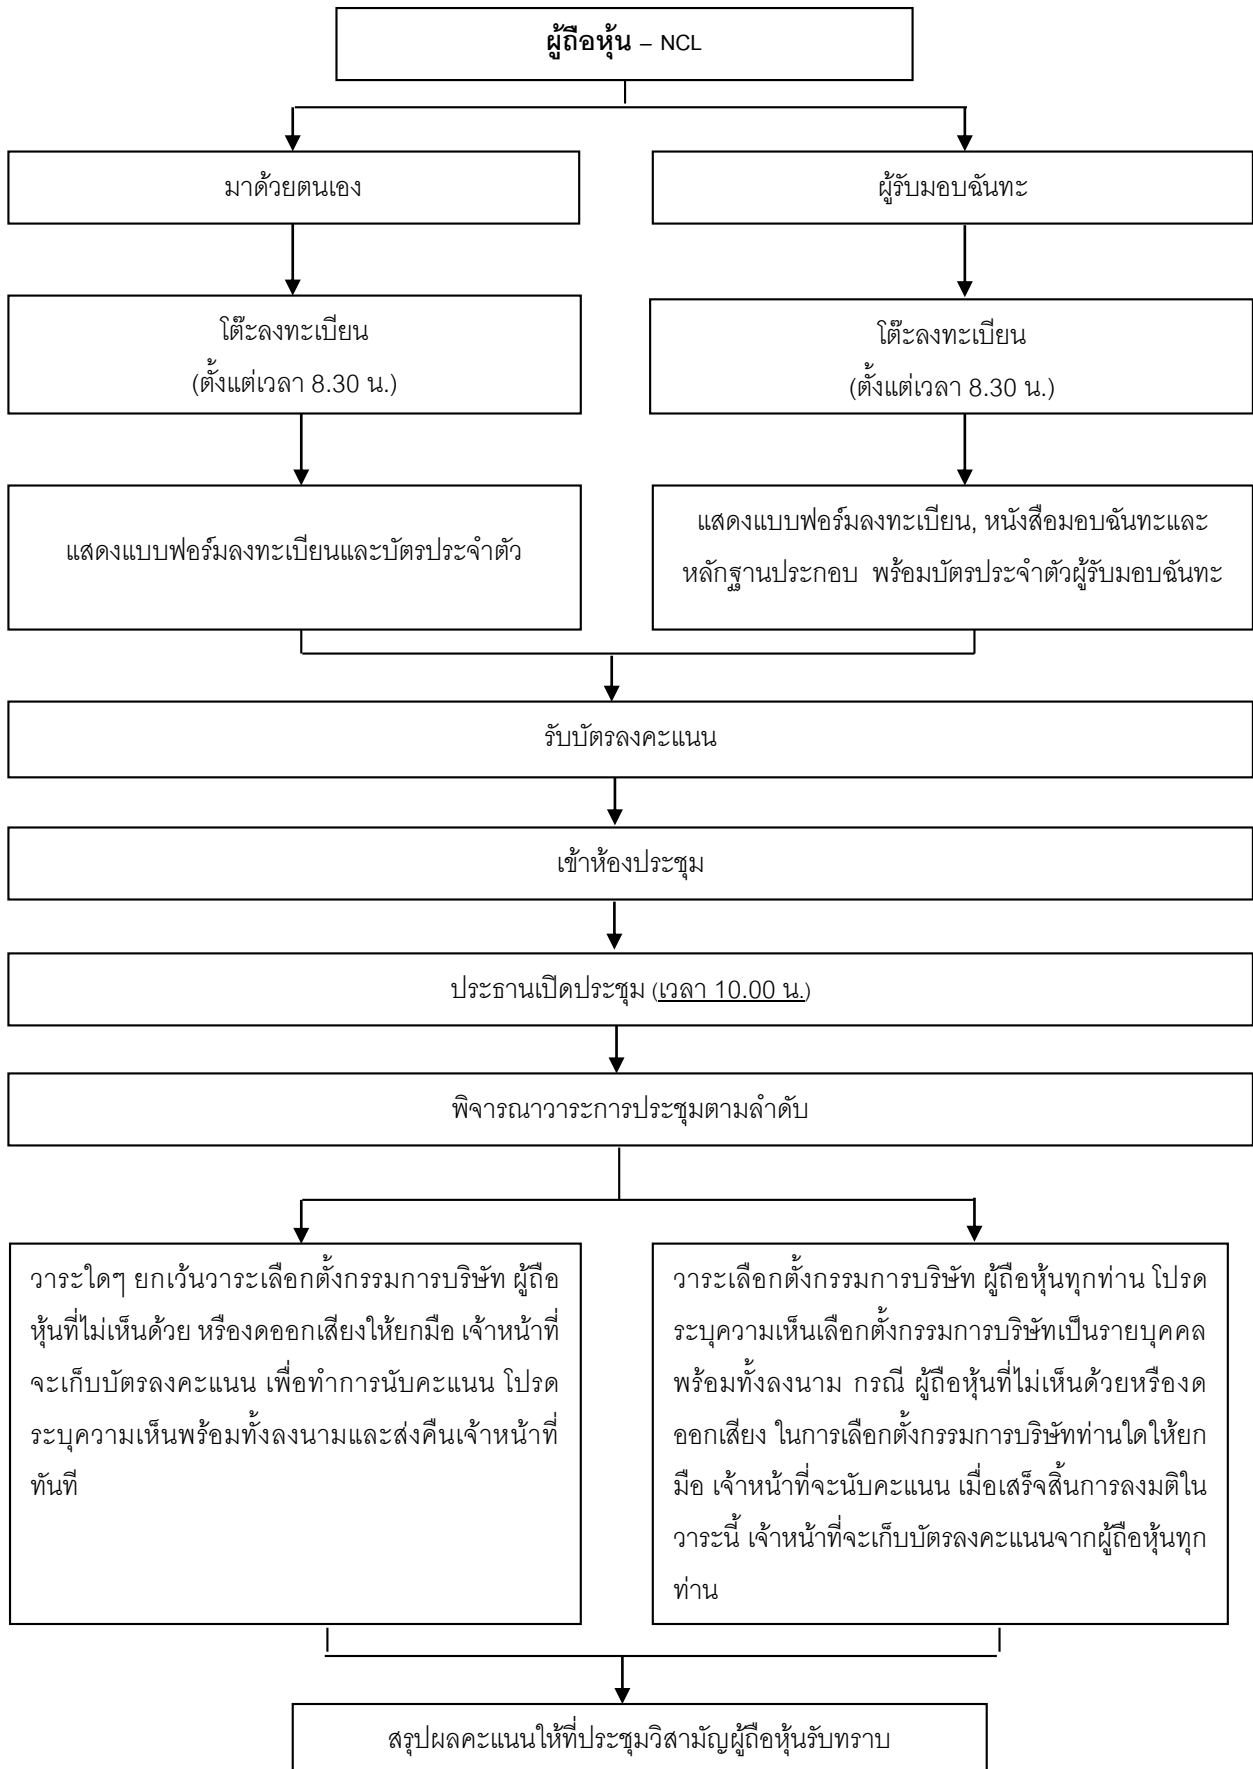 ผู้ถือหุ้น – NCL
มาด้วยตนเอง
ผู้รับมอบฉันทะ
โต๊ะลงทะเบียน
(ตั้งแต่เวลา 8.30 น.)
โต๊ะลงทะเบียน
(ตั้งแต่เวลา 8.30 น.)
แสดงแบบฟอร์มลงทะเบียนและบัตรประจำตัว
แสดงแบบฟอร์มลงทะเบียน, หนังสือมอบฉันทะและ
หลักฐานประกอบ พร้อมบัตรประจำตัวผู้รับมอบฉันทะ
รับบัตรลงคะแนน
เข้าห้องประชุม
ประธานเปิดประชุม (เวลา 10.00 น.)
พิจารณาวาระการประชุมตามลำดับ
วาระใดๆ ยกเว้นวาระเลือกตั้งกรรมการบริษัท ผู้ถือ
หุ้นที่ไม่เห็นด้วย หรืองดออกเสียงให้ยกมือ เจ้าหน้าที่
จะเก็บบัตรลงคะแนน เพื่อทำการนับคะแนน โปรด
ระบุความเห็นพร้อมทั้งลงนามและส่งคืนเจ้าหน้าที่
ทันที
วาระเลือกตั้งกรรมการบริษัท ผู้ถือหุ้นทุกท่าน โปรด
ระบุความเห็นเลือกตั้งกรรมการบริษัทเป็นรายบุคคล
พร้อมทั้งลงนาม กรณี ผู้ถือหุ้นที่ไม่เห็นด้วยหรืองด
ออกเสียง ในการเลือกตั้งกรรมการบริษัทท่านใดให้ยก
มือ เจ้าหน้าที่จะนับคะแนน เมื่อเสร็จสิ้นการลงมติใน
วาระนี้ เจ้าหน้าที่จะเก็บบัตรลงคะแนนจากผู้ถือหุ้นทุก
ท่าน
สรุปผลคะแนนให้ที่ประชุมวิสามัญผู้ถือหุ้นรับทราบ